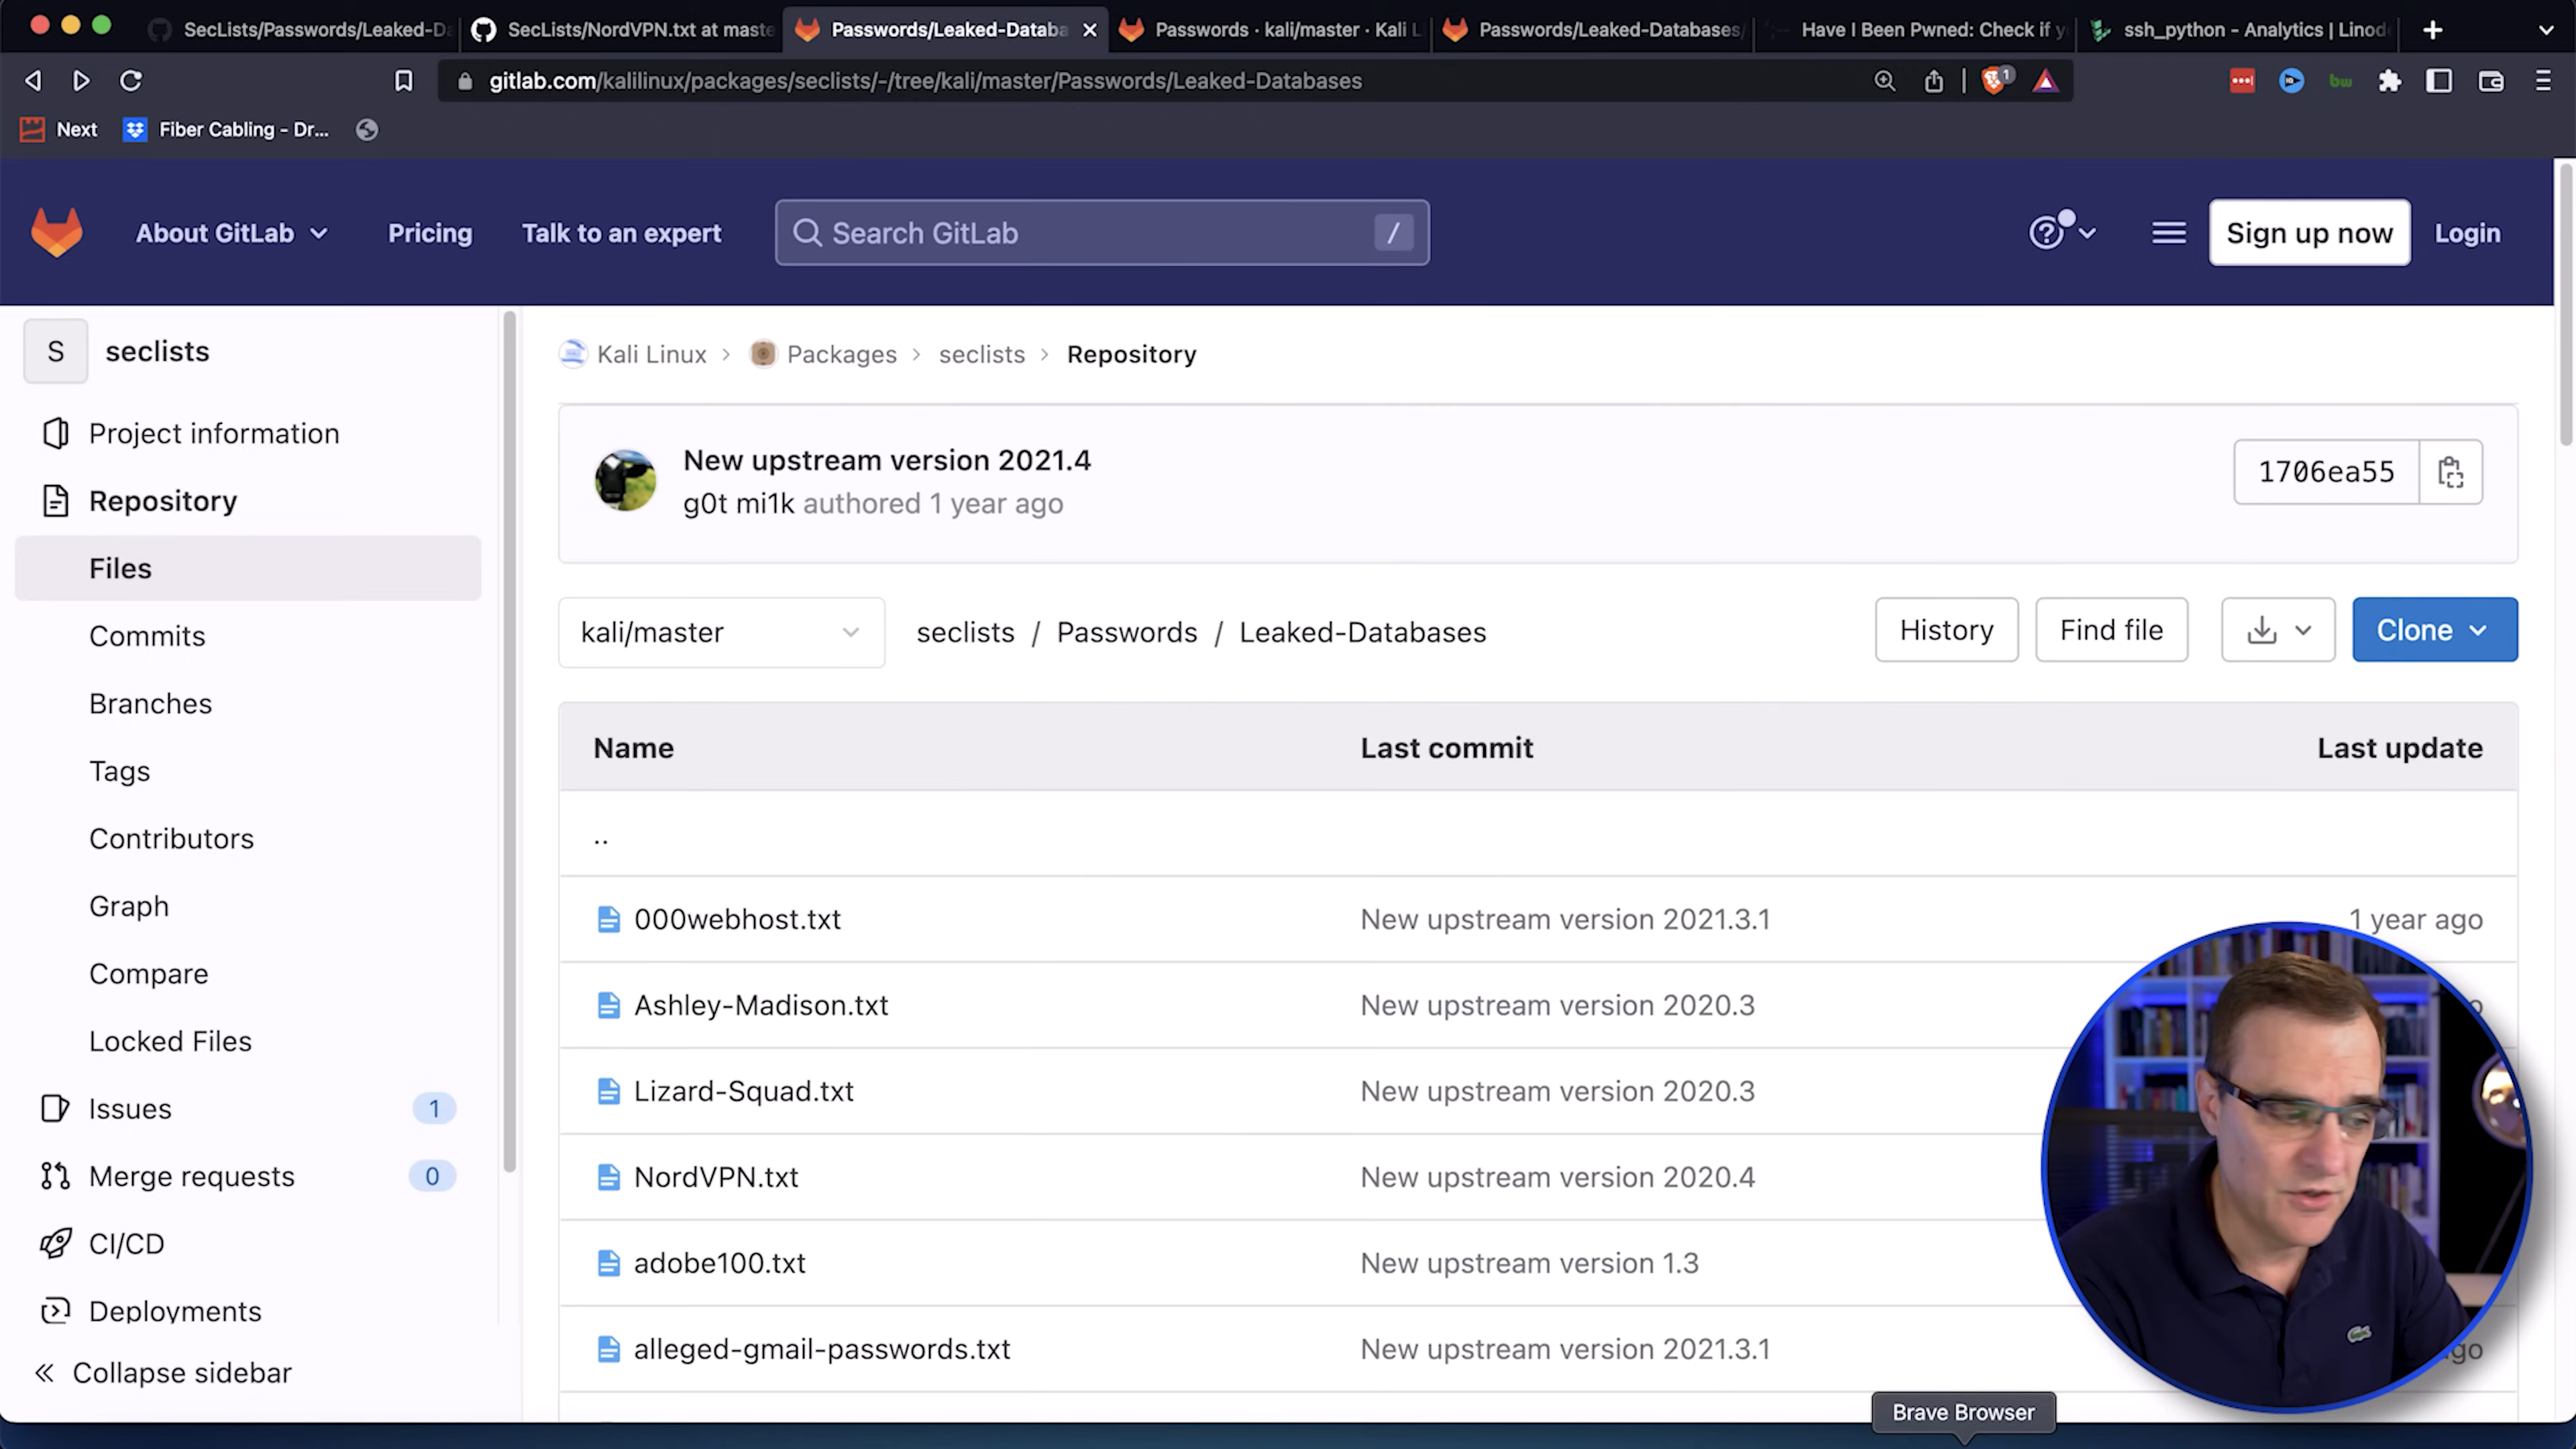 SecLists/Passwords/Leaked-Da
SecLists/NordVPN.txt at maste
Passwords/Leaked-Databa
Passwords · kali/master · Kali L
Passwords/Leaked-Databases/
Have I Been Pwned: Check if y
ssh_python - Analytics | Linode
gitlab.com/kalilinux/packages/seclists/-/tree/kali/master/Passwords/Leaked-Databases
1
bw
Next
Fiber Cabling - Dr...
About GitLab
Pricing
Talk to an expert
Search GitLab
/
Sign up now
Login
S
seclists
Project information
Repository
Files
Commits
Branches
Tags
Contributors
Graph
Compare
Locked Files
Issues 1
Merge requests 0
CI/CD
Deployments
Collapse sidebar
Kali Linux > Packages > seclists > Repository
New upstream version 2021.4
g0t mi1k authored 1 year ago
1706ea55
kali/master
seclists / Passwords / Leaked-Databases
History
Find file
Clone
Name Last commit Last update
..
000webhost.txt New upstream version 2021.3.1 1 year ago
Ashley-Madison.txt New upstream version 2020.3
Lizard-Squad.txt New upstream version 2020.3
NordVPN.txt New upstream version 2020.4
adobe100.txt New upstream version 1.3
alleged-gmail-passwords.txt New upstream version 2021.3.1 go
Brave Browser